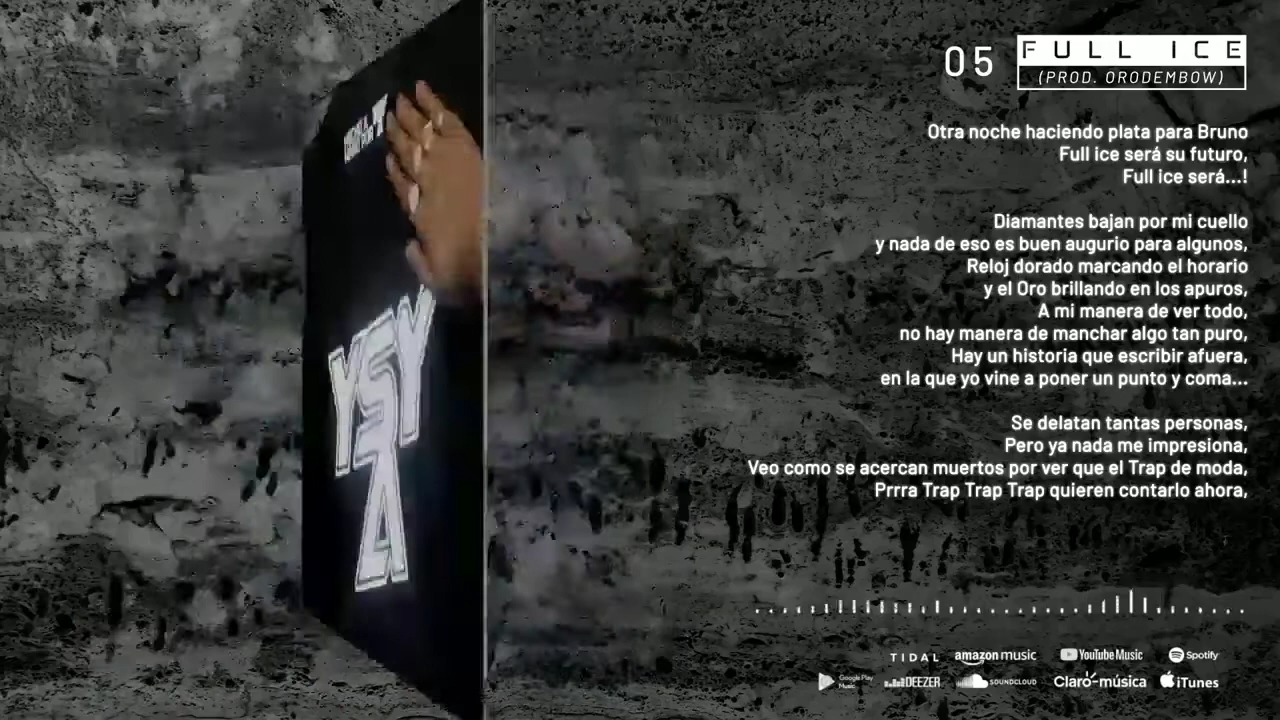 05 FULL ICE
(PROD. ORODEMBOW)
Otra noche haciendo plata para Bruno
Full ice será su futuro,
Full ice será...!
Diamantes bajan por mi cuello
y nada de eso es buen augurio para algunos,
Reloj dorado marcando el horario
y el Oro brillando en los apuros,
A mi manera de ver todo,
no hay manera de manchar algo tan puro,
Hay un historia que escribir afuera,
en la que yo vine a poner un punto y coma...
Se delatan tantas personas,
Pero ya nada me impresiona,
Veo como se acercan muertos por ver que el Trap de moda,
Prrra Trap Trap Trap quieren contarlo ahora,
YSY
A
TIDAL amazon music YouTube Music Spotify
Google Play Music DEEZER SOUNDCLOUD Claro-música iTunes